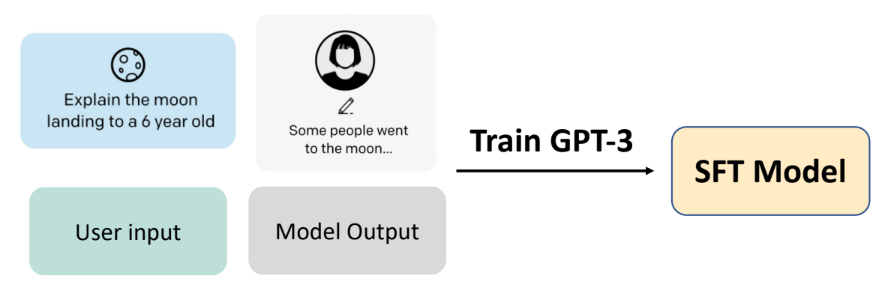 Explain the moon
landing to a 6 year old
Some people went
to the moon...
User input
Model Output
Train GPT-3
SFT Model